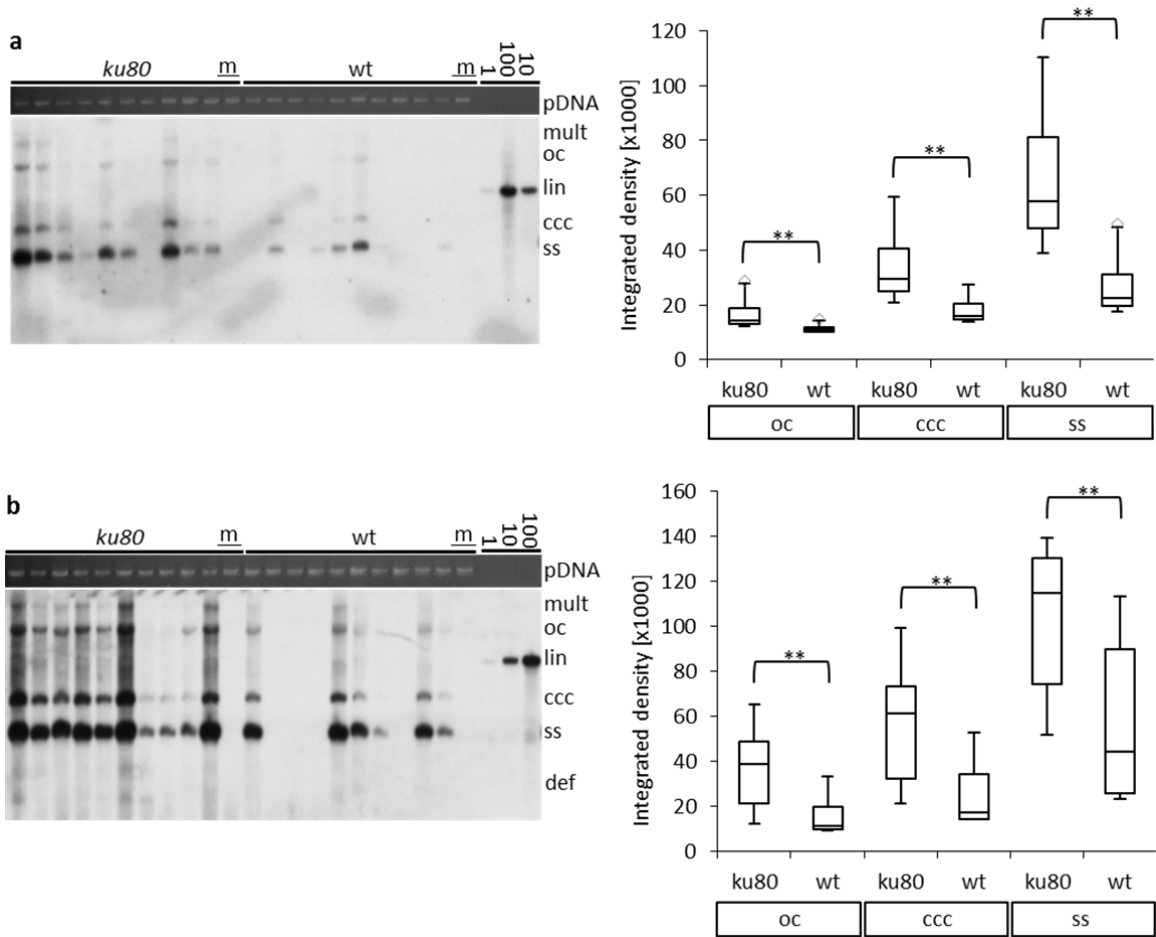 a
ku80 m wt m 1 100 10
pDNA
mult
oc
lin
ccc
ss
Integrated density [x1000]
120
100
80
60
40
20
0
** ** **
ku80 wt ku80 wt ku80 wt
oc ccc ss
b
ku80 m wt m 1 10 100
pDNA
mult
oc
lin
ccc
ss
def
Integrated density [x1000]
160
140
120
100
80
60
40
20
0
** ** **
ku80 wt ku80 wt ku80 wt
oc ccc ss